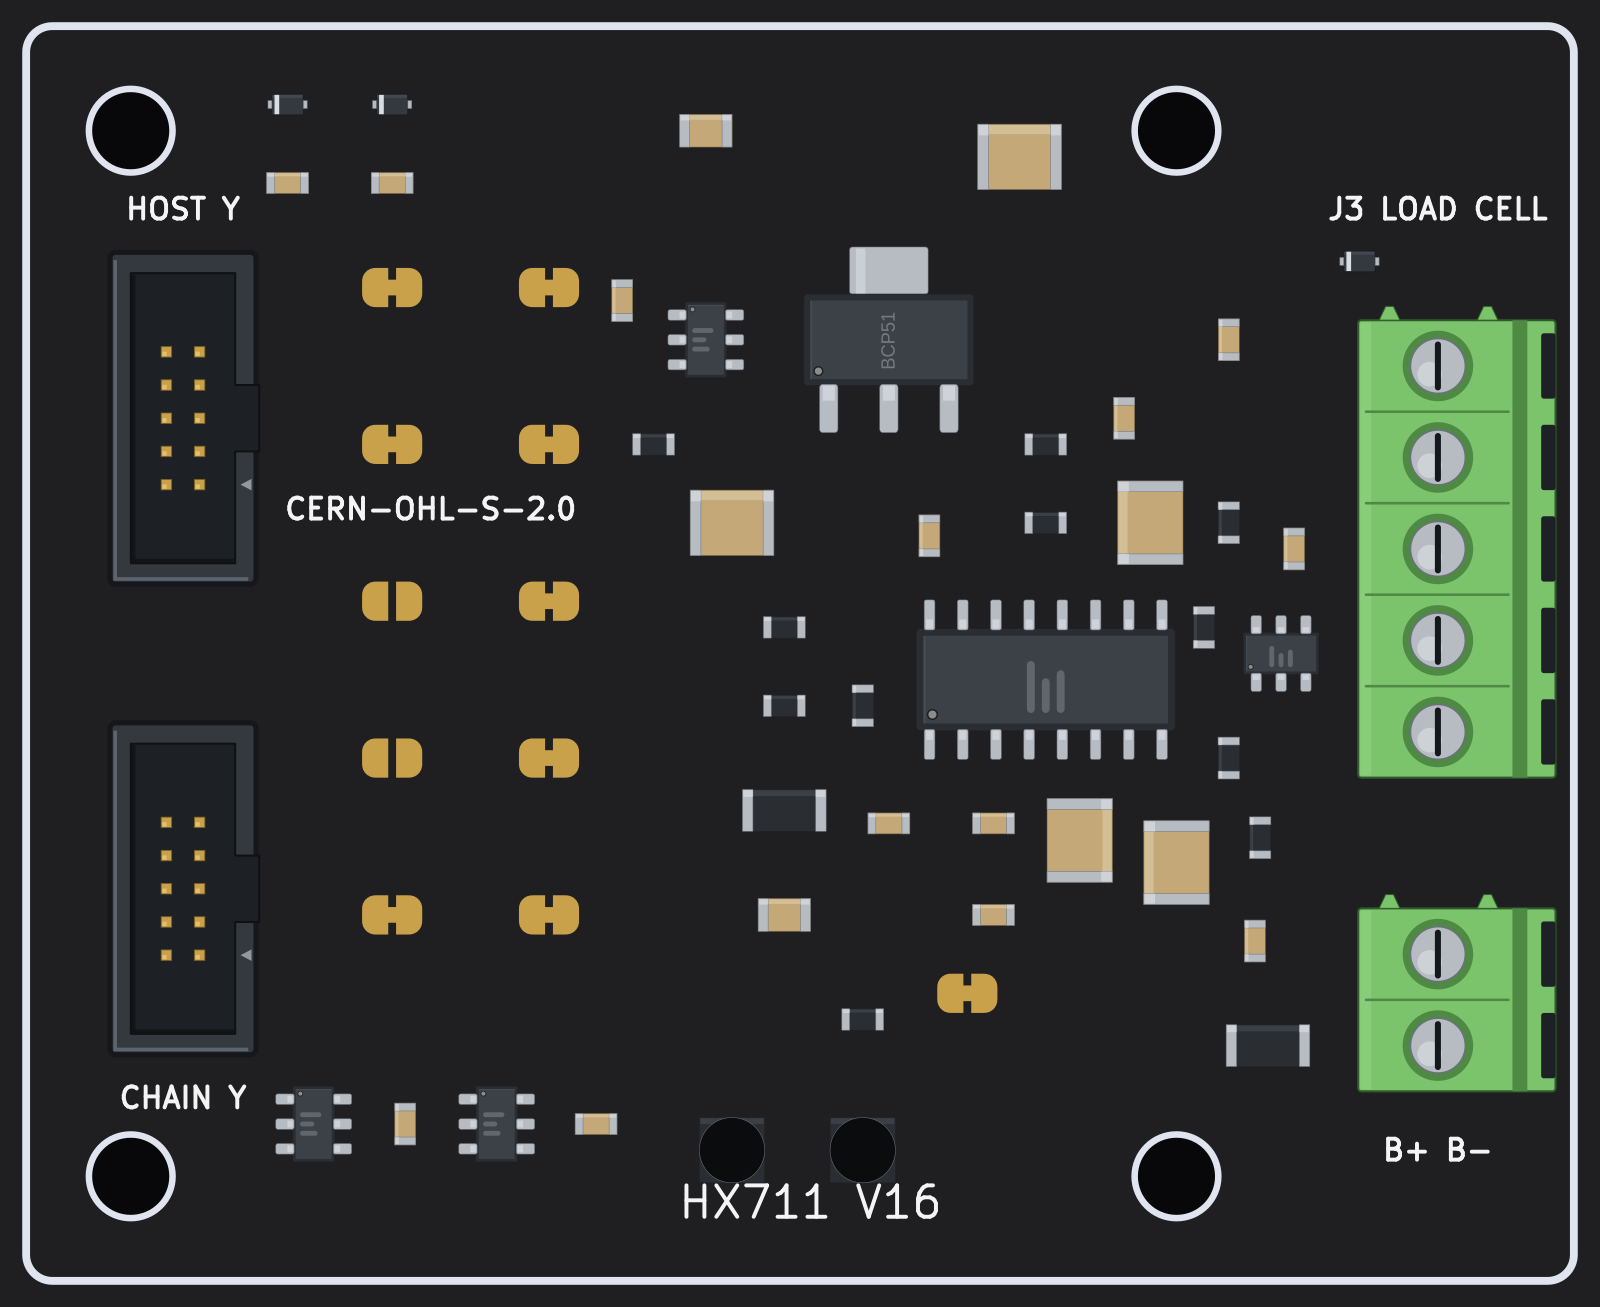 HOST Y
J3 LOAD CELL
BCP51
CERN-OHL-S-2.0
CHAIN Y
B+ B-
HX711 V16